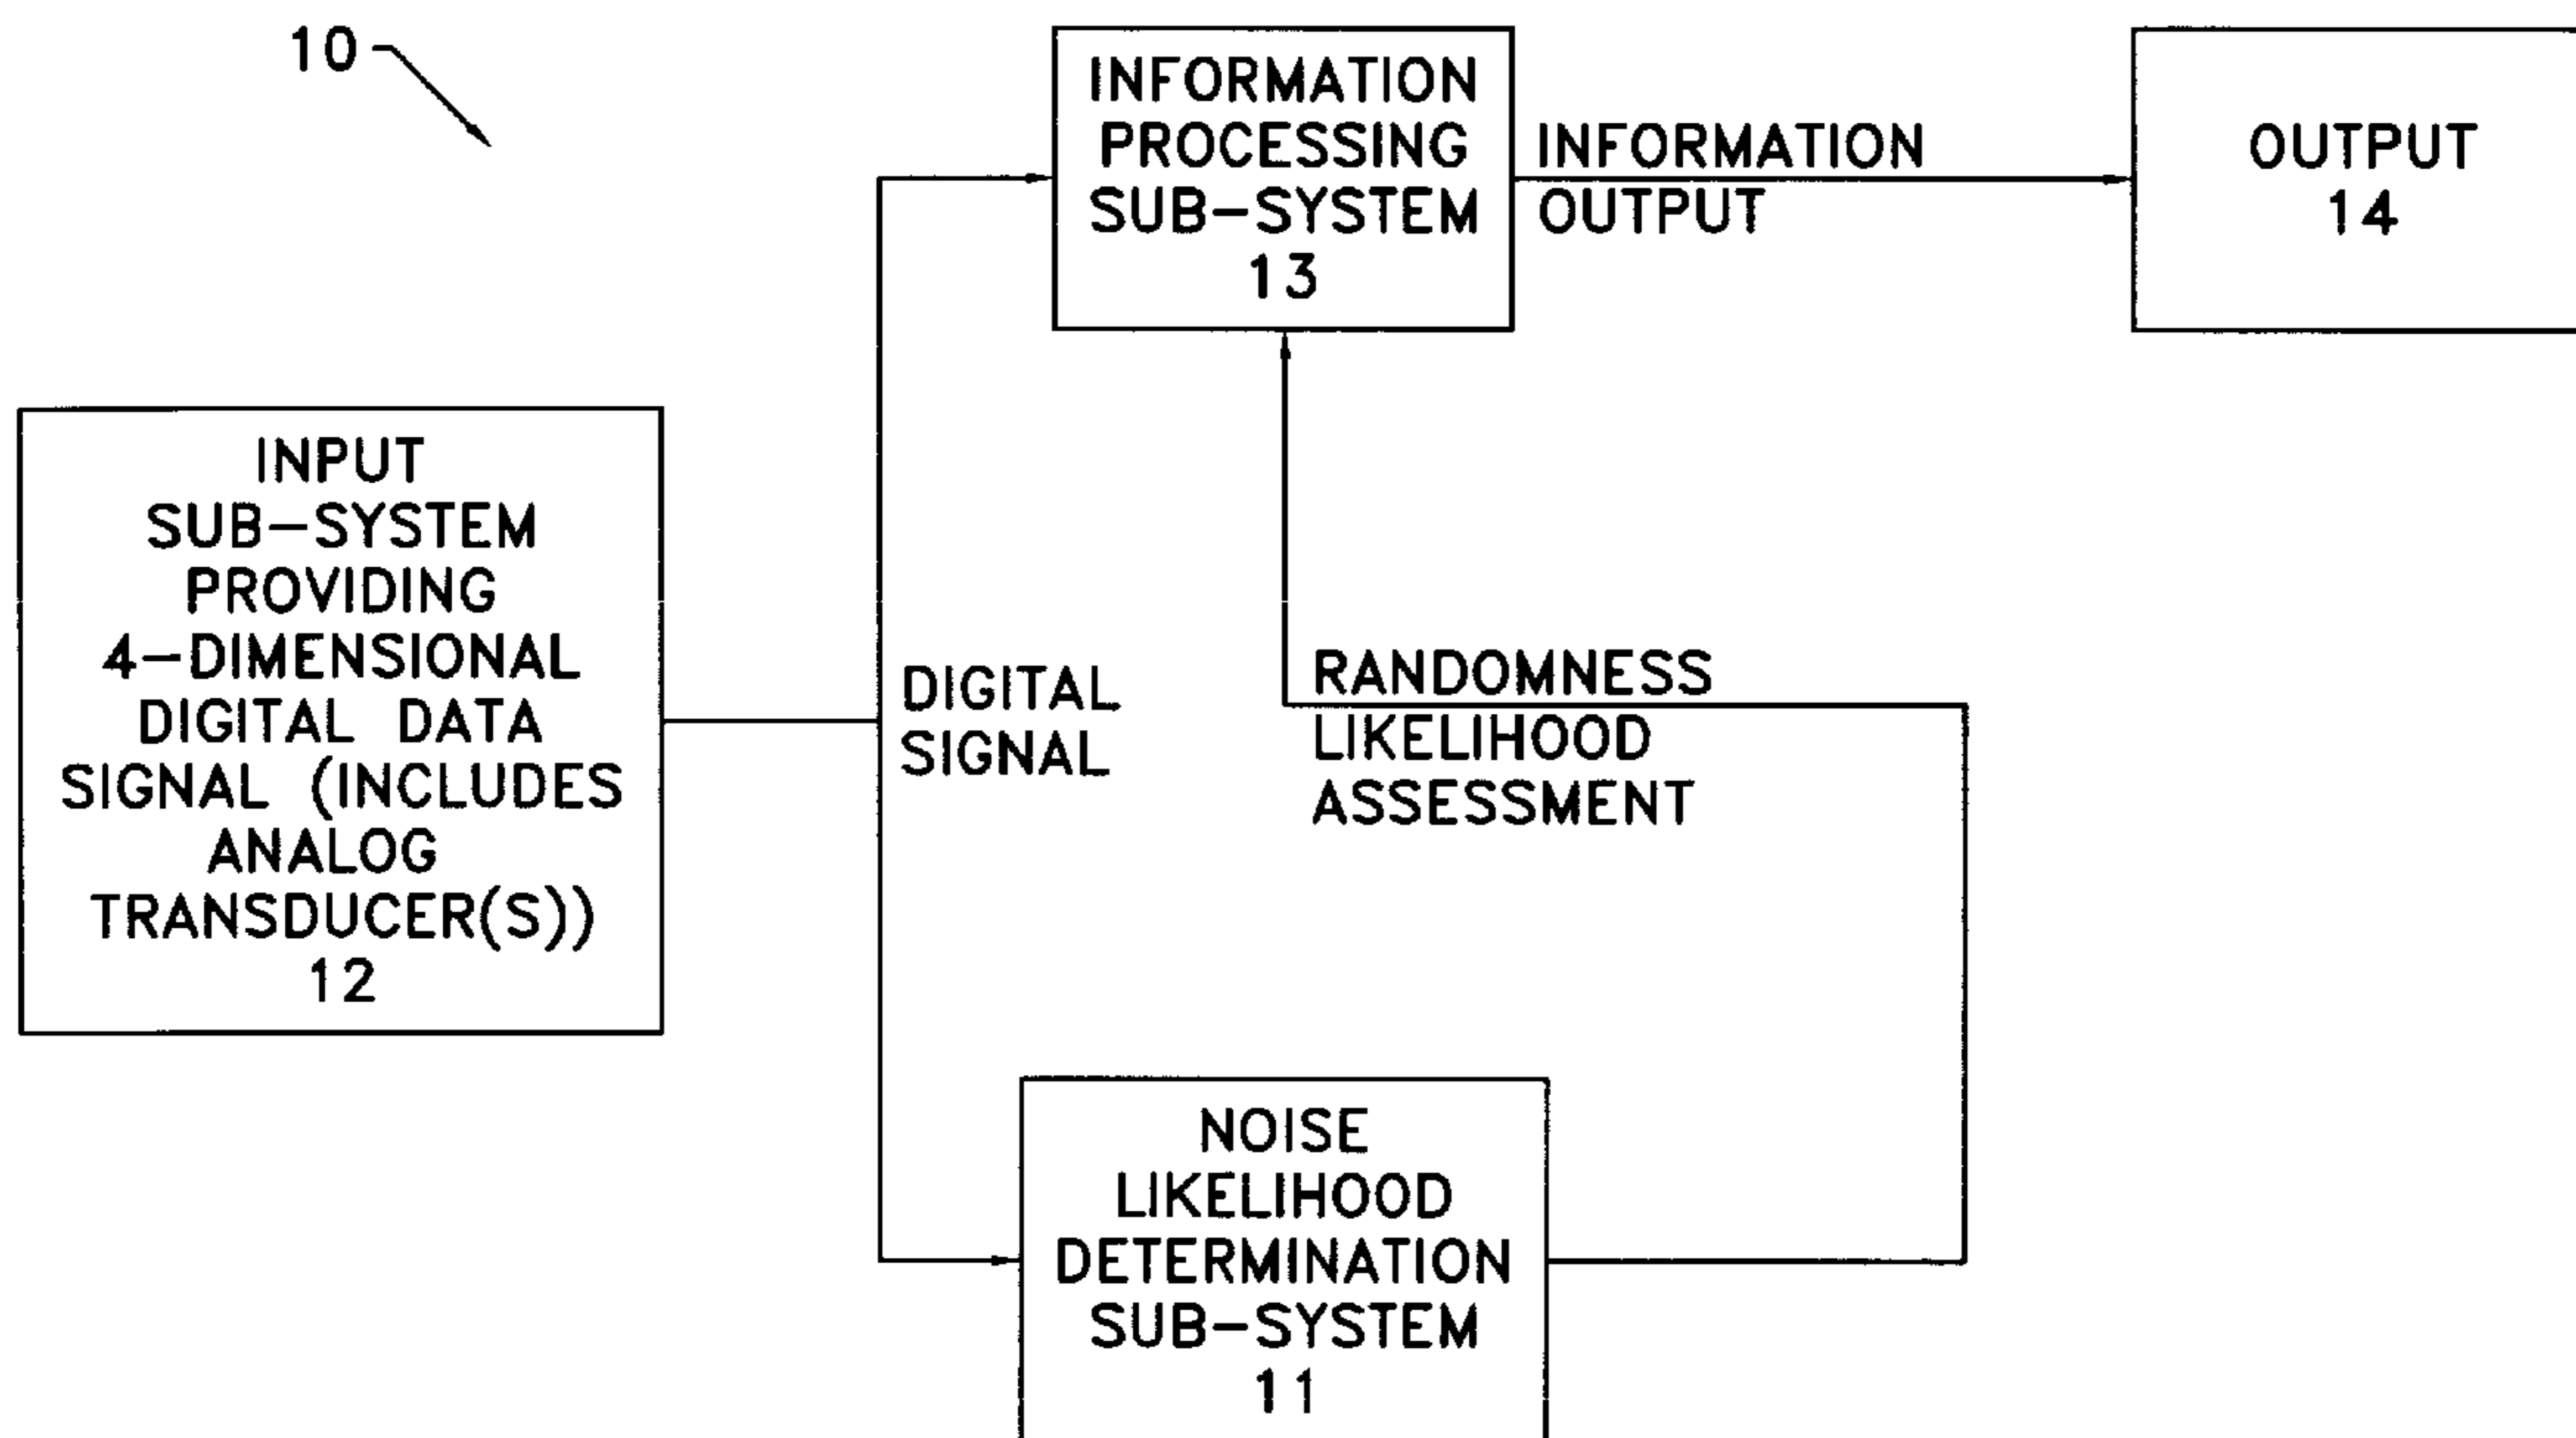 10
INFORMATION
PROCESSING
SUB-SYSTEM
13
INFORMATION
OUTPUT
OUTPUT
14
INPUT
SUB-SYSTEM
PROVIDING
4-DIMENSIONAL
DIGITAL DATA
SIGNAL (INCLUDES
ANALOG
TRANSDUCER(S))
12
DIGITAL
SIGNAL
RANDOMNESS
LIKELIHOOD
ASSESSMENT
NOISE
LIKELIHOOD
DETERMINATION
SUB-SYSTEM
11